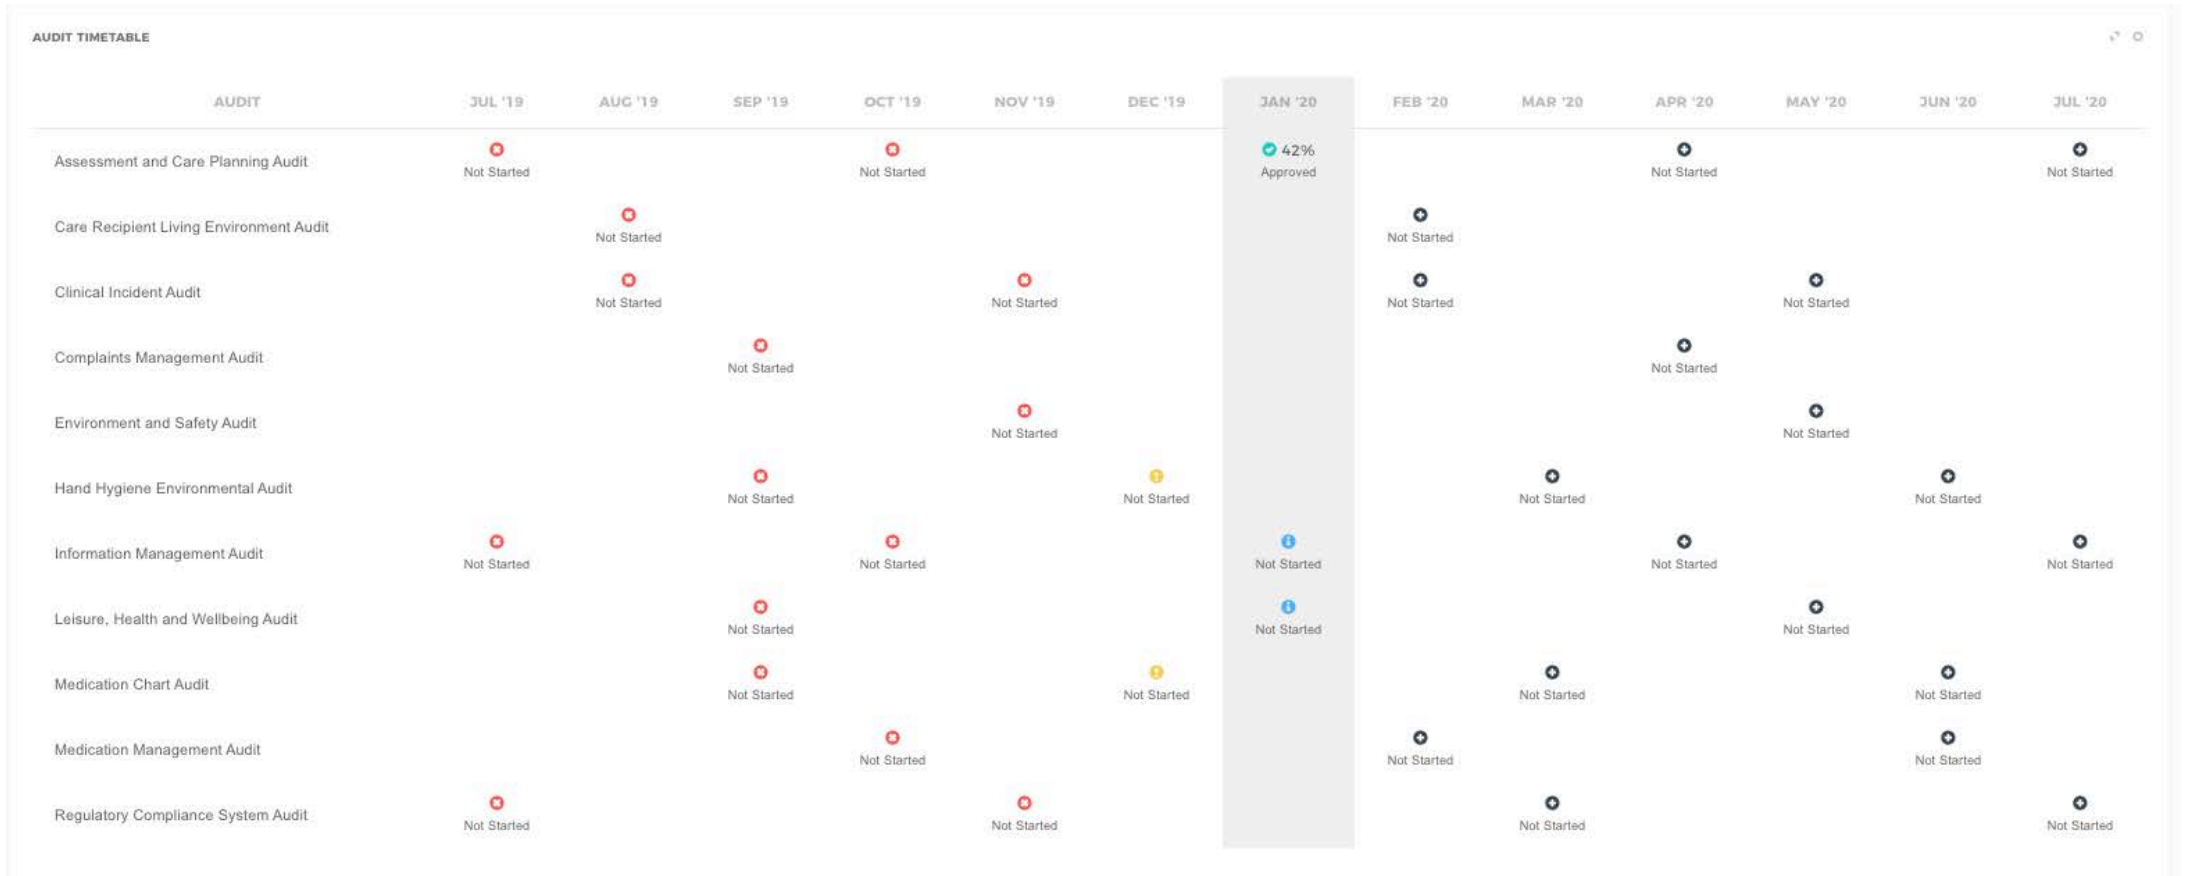 AUDIT TIMETABLE
AUDIT JUL '19 AUG '19 SEP '19 OCT '19 NOV '19 DEC '19 JAN '20 FEB '20 MAR '20 APR '20 MAY '20 JUN '20 JUL '20
42%
Assessment and Care Planning Audit Not Started Not Started Approved Not Started Not Started
Care Recipient Living Environment Audit Not Started Not Started
Clinical Incident Audit Not Started Not Started Not Started Not Started
Complaints Management Audit Not Started Not Started
Environment and Safety Audit Not Started Not Started
Hand Hygiene Environmental Audit Not Started Not Started Not Started Not Started
Information Management Audit Not Started Not Started Not Started Not Started Not Started
Leisure, Health and Wellbeing Audit Not Started Not Started Not Started
Medication Chart Audit Not Started Not Started Not Started Not Started
Medication Management Audit Not Started Not Started Not Started
Regulatory Compliance System Audit Not Started Not Started Not Started Not Started